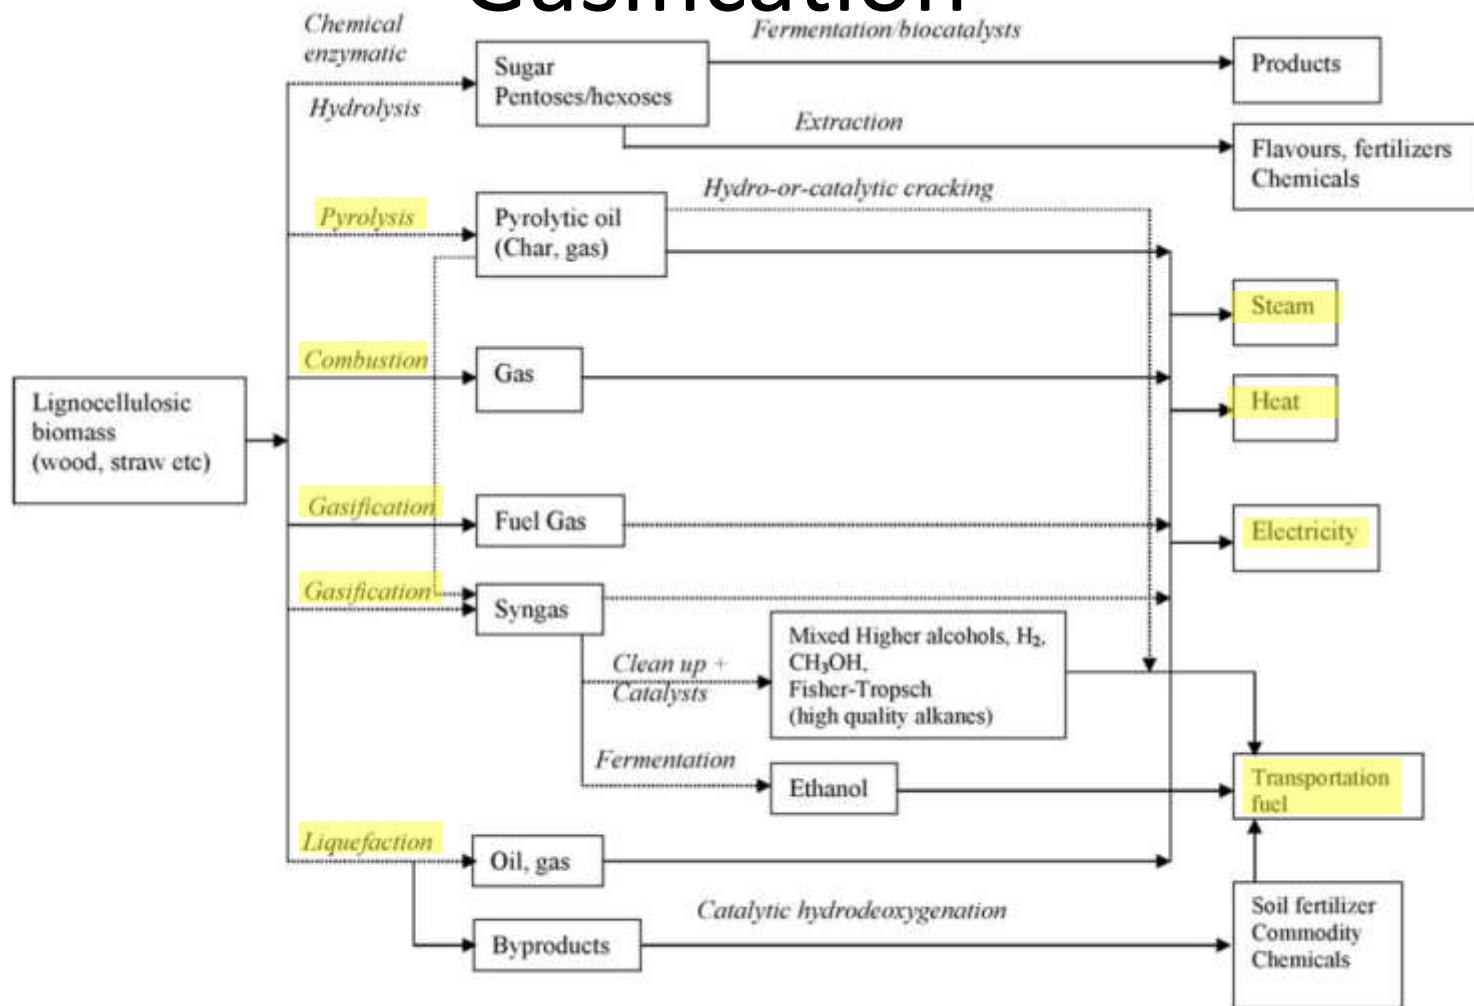 Gasification
Chemical
enzymatic
Hydrolysis
Sugar
Pentoses/hexoses
Fermentation/biocatalysts
Products
Extraction
Flavours, fertilizers
Chemicals
Pyrolysis
Pyrolytic oil
(Char, gas)
Hydro-or-catalytic cracking
Steam
Combustion
Gas
Heat
Lignocellulosic
biomass
(wood, straw etc)
Gasification
Fuel Gas
Electricity
Gasification
Syngas
Clean up +
Catalysts
Mixed Higher alcohols, H₂,
CH₃OH,
Fisher-Tropsch
(high quality alkanes)
Fermentation
Ethanol
Transportation
fuel
Liquefaction
Oil, gas
Catalytic hydrodeoxygenation
Byproducts
Soil fertilizer
Commodity
Chemicals